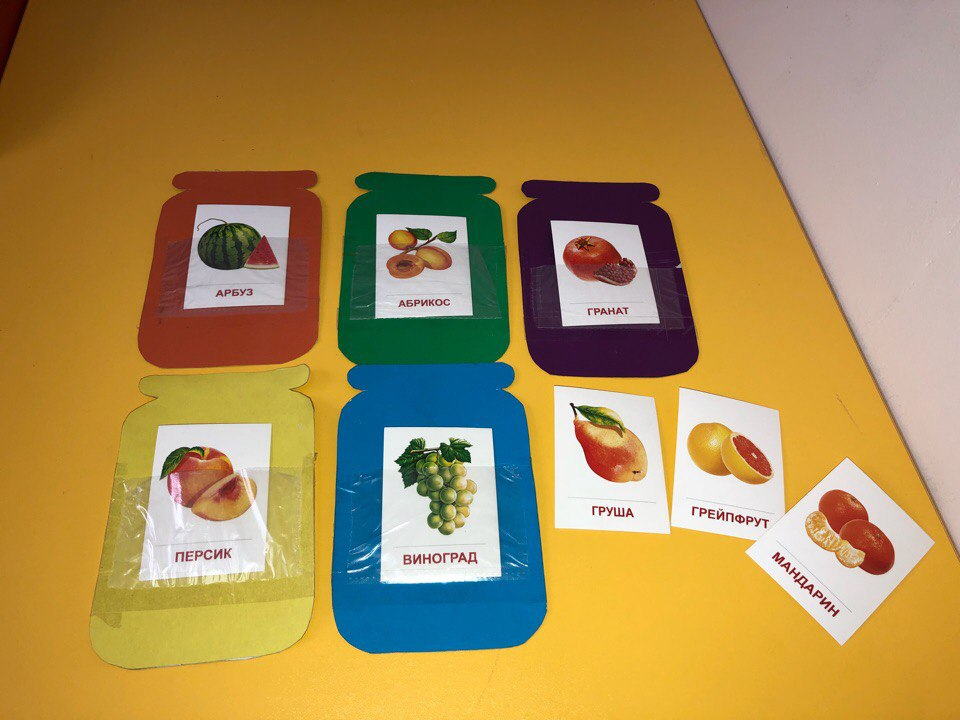 АРБУЗ
АБРИКОС
ГРАНАТ
ПЕРСИК
ВИНОГРАД
ГРУША
ГРЕЙПФРУТ
МАНДАРИН